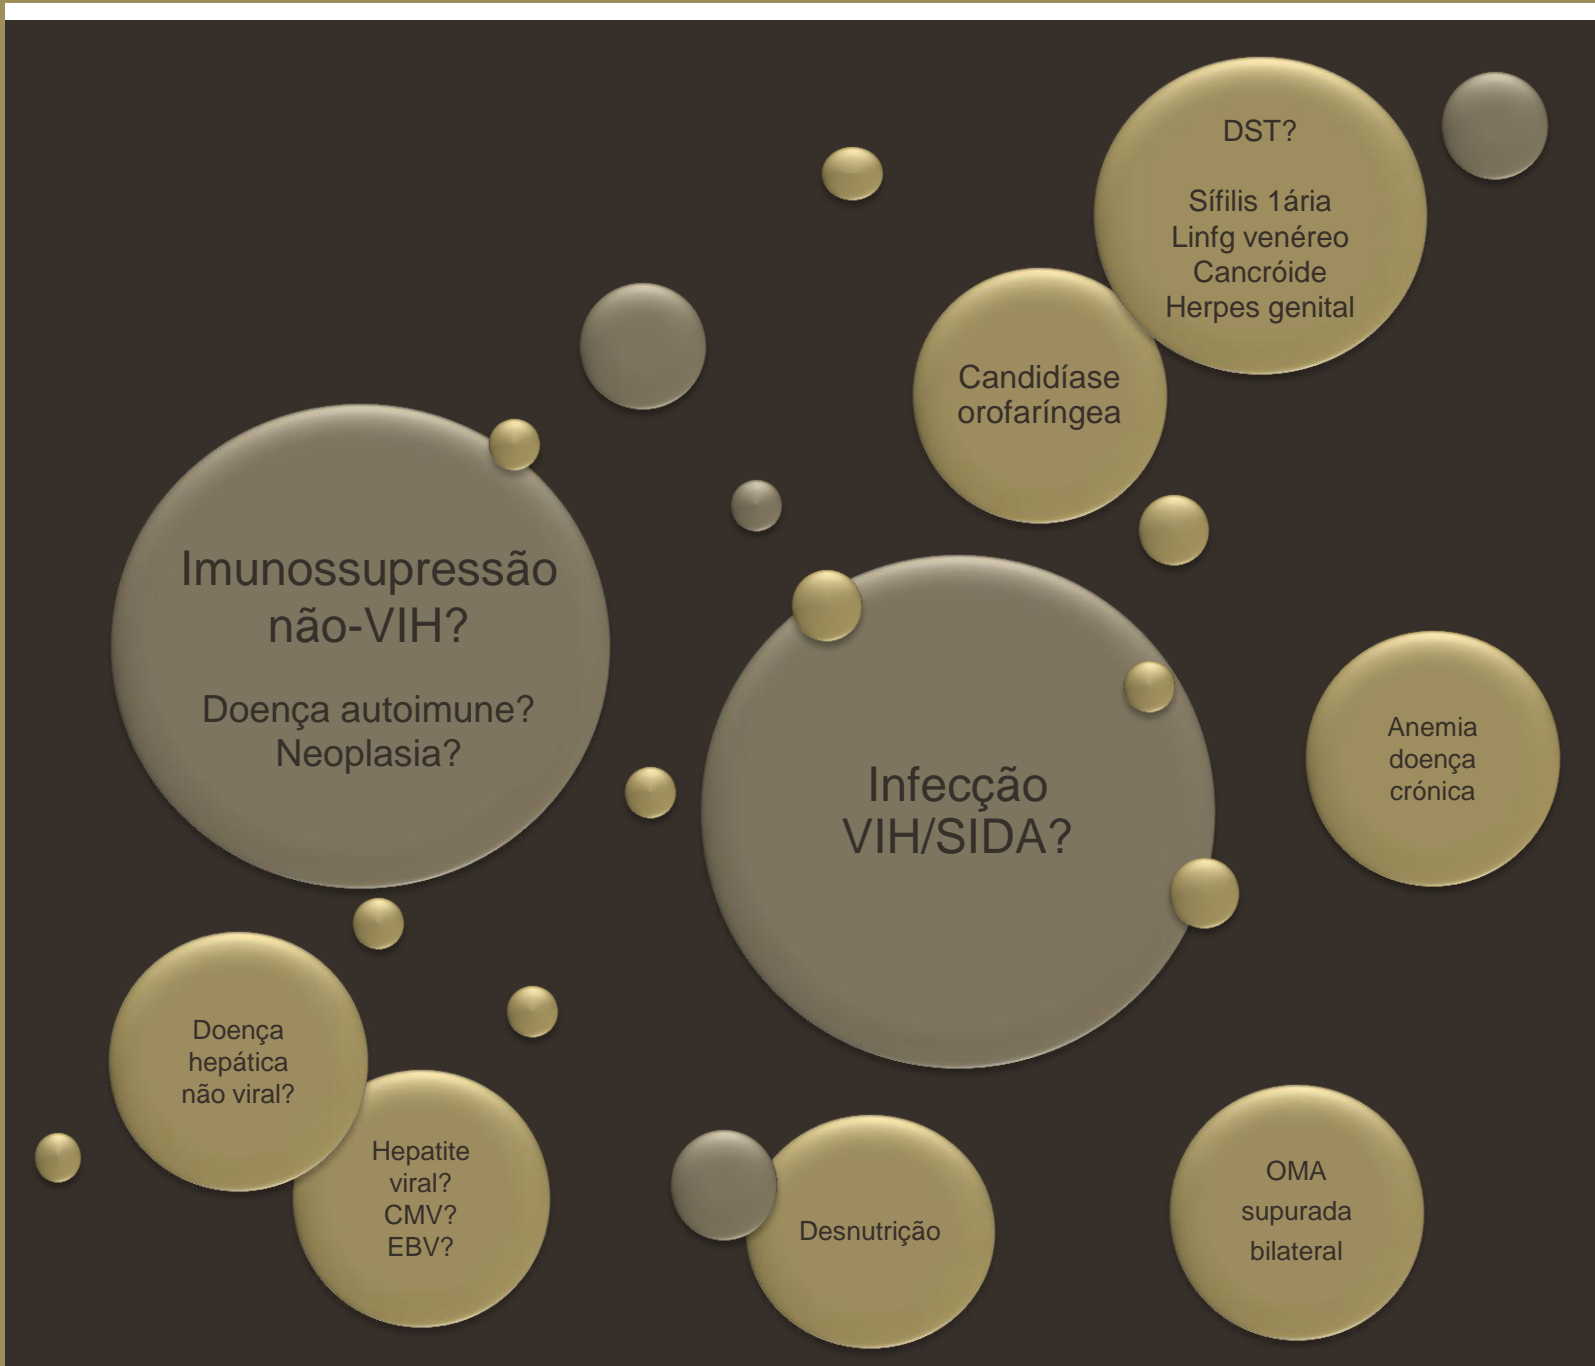 DST?
Sífilis 1ária
Linfg venéreo
Cancróide
Herpes genital
Candidíase
orofaríngea
Imunossupressão
não-VIH?
Doença autoimune?
Neoplasia?
Infecção
VIH/SIDA?
Anemia
doença
crónica
Doença
hepática
não viral?
Hepatite
viral?
CMV?
EBV?
Desnutrição
OMA
supurada
bilateral